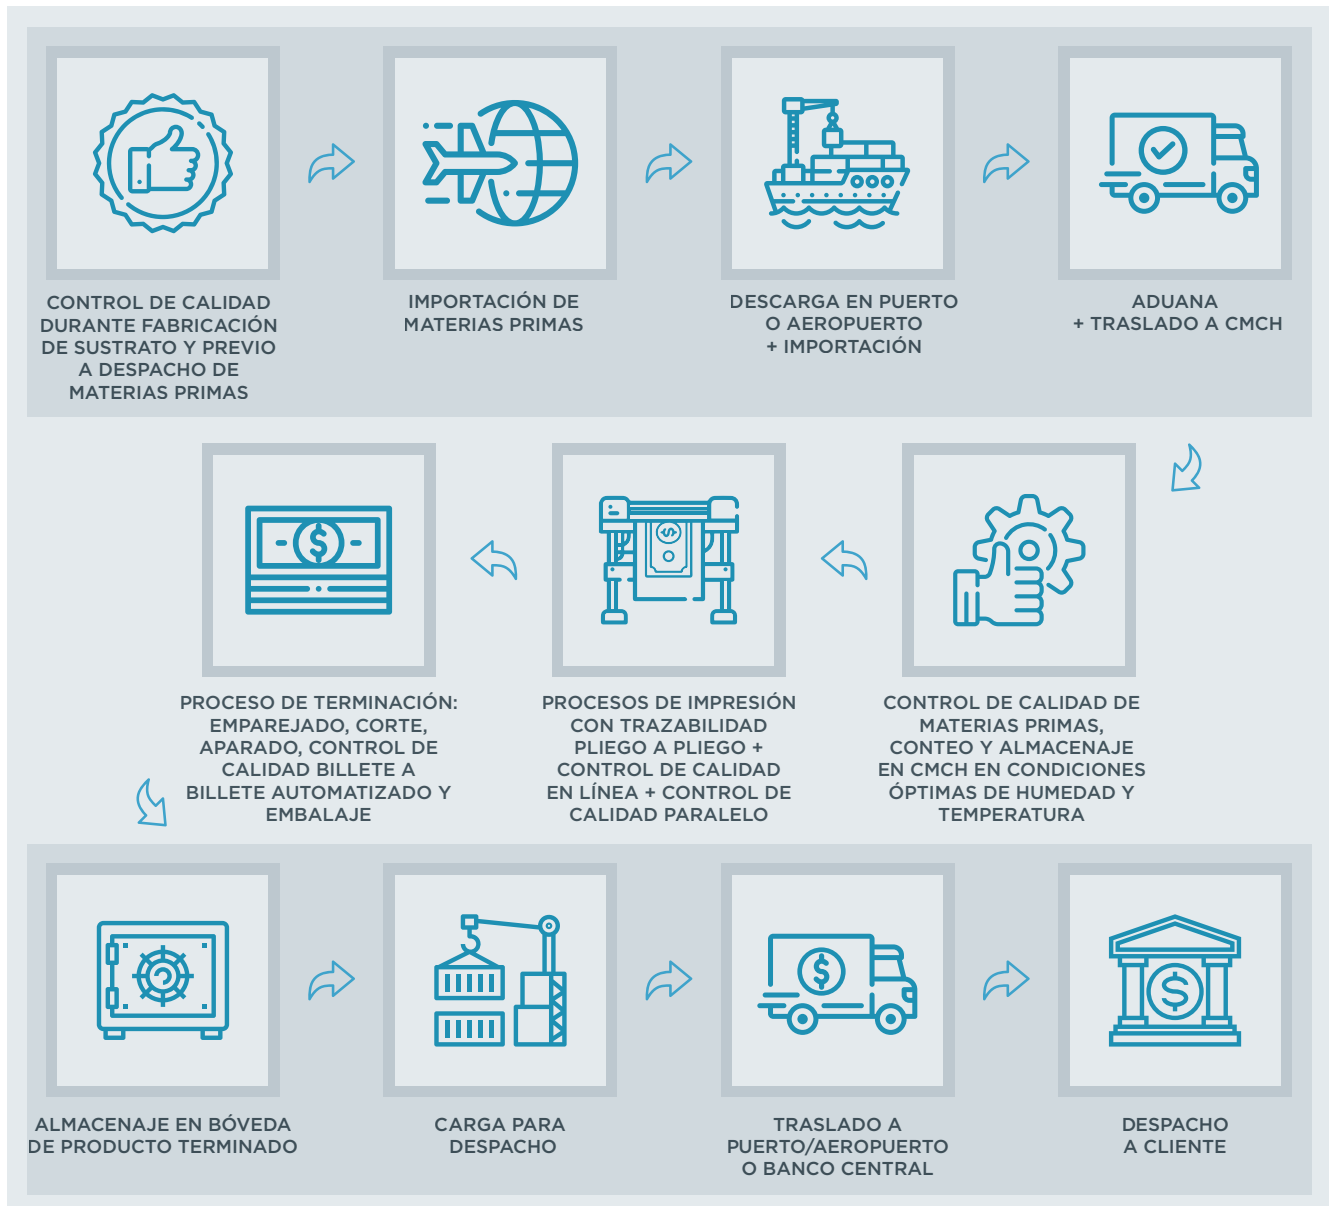 CONTROL DE CALIDAD
DURANTE FABRICACIÓN
DE SUSTRATO Y PREVIO
A DESPACHO DE
MATERIAS PRIMAS
IMPORTACIÓN DE
MATERIAS PRIMAS
DESCARGA EN PUERTO
O AEROPUERTO
+ IMPORTACIÓN
ADUANA
+ TRASLADO A CMCH
CONTROL DE CALIDAD DE
MATERIAS PRIMAS,
CONTEO Y ALMACENAJE
EN CMCH EN CONDICIONES
ÓPTIMAS DE HUMEDAD Y
TEMPERATURA
PROCESOS DE IMPRESIÓN
CON TRAZABILIDAD
PLIEGO A PLIEGO +
CONTROL DE CALIDAD
EN LÍNEA + CONTROL DE
CALIDAD PARALELO
PROCESO DE TERMINACIÓN:
EMPAREJADO, CORTE,
APARADO, CONTROL DE
CALIDAD BILLETE A
BILLETE AUTOMATIZADO Y
EMBALAJE
ALMACENAJE EN BÓVEDA
DE PRODUCTO TERMINADO
CARGA PARA
DESPACHO
TRASLADO A
PUERTO/AEROPUERTO
O BANCO CENTRAL
DESPACHO
A CLIENTE